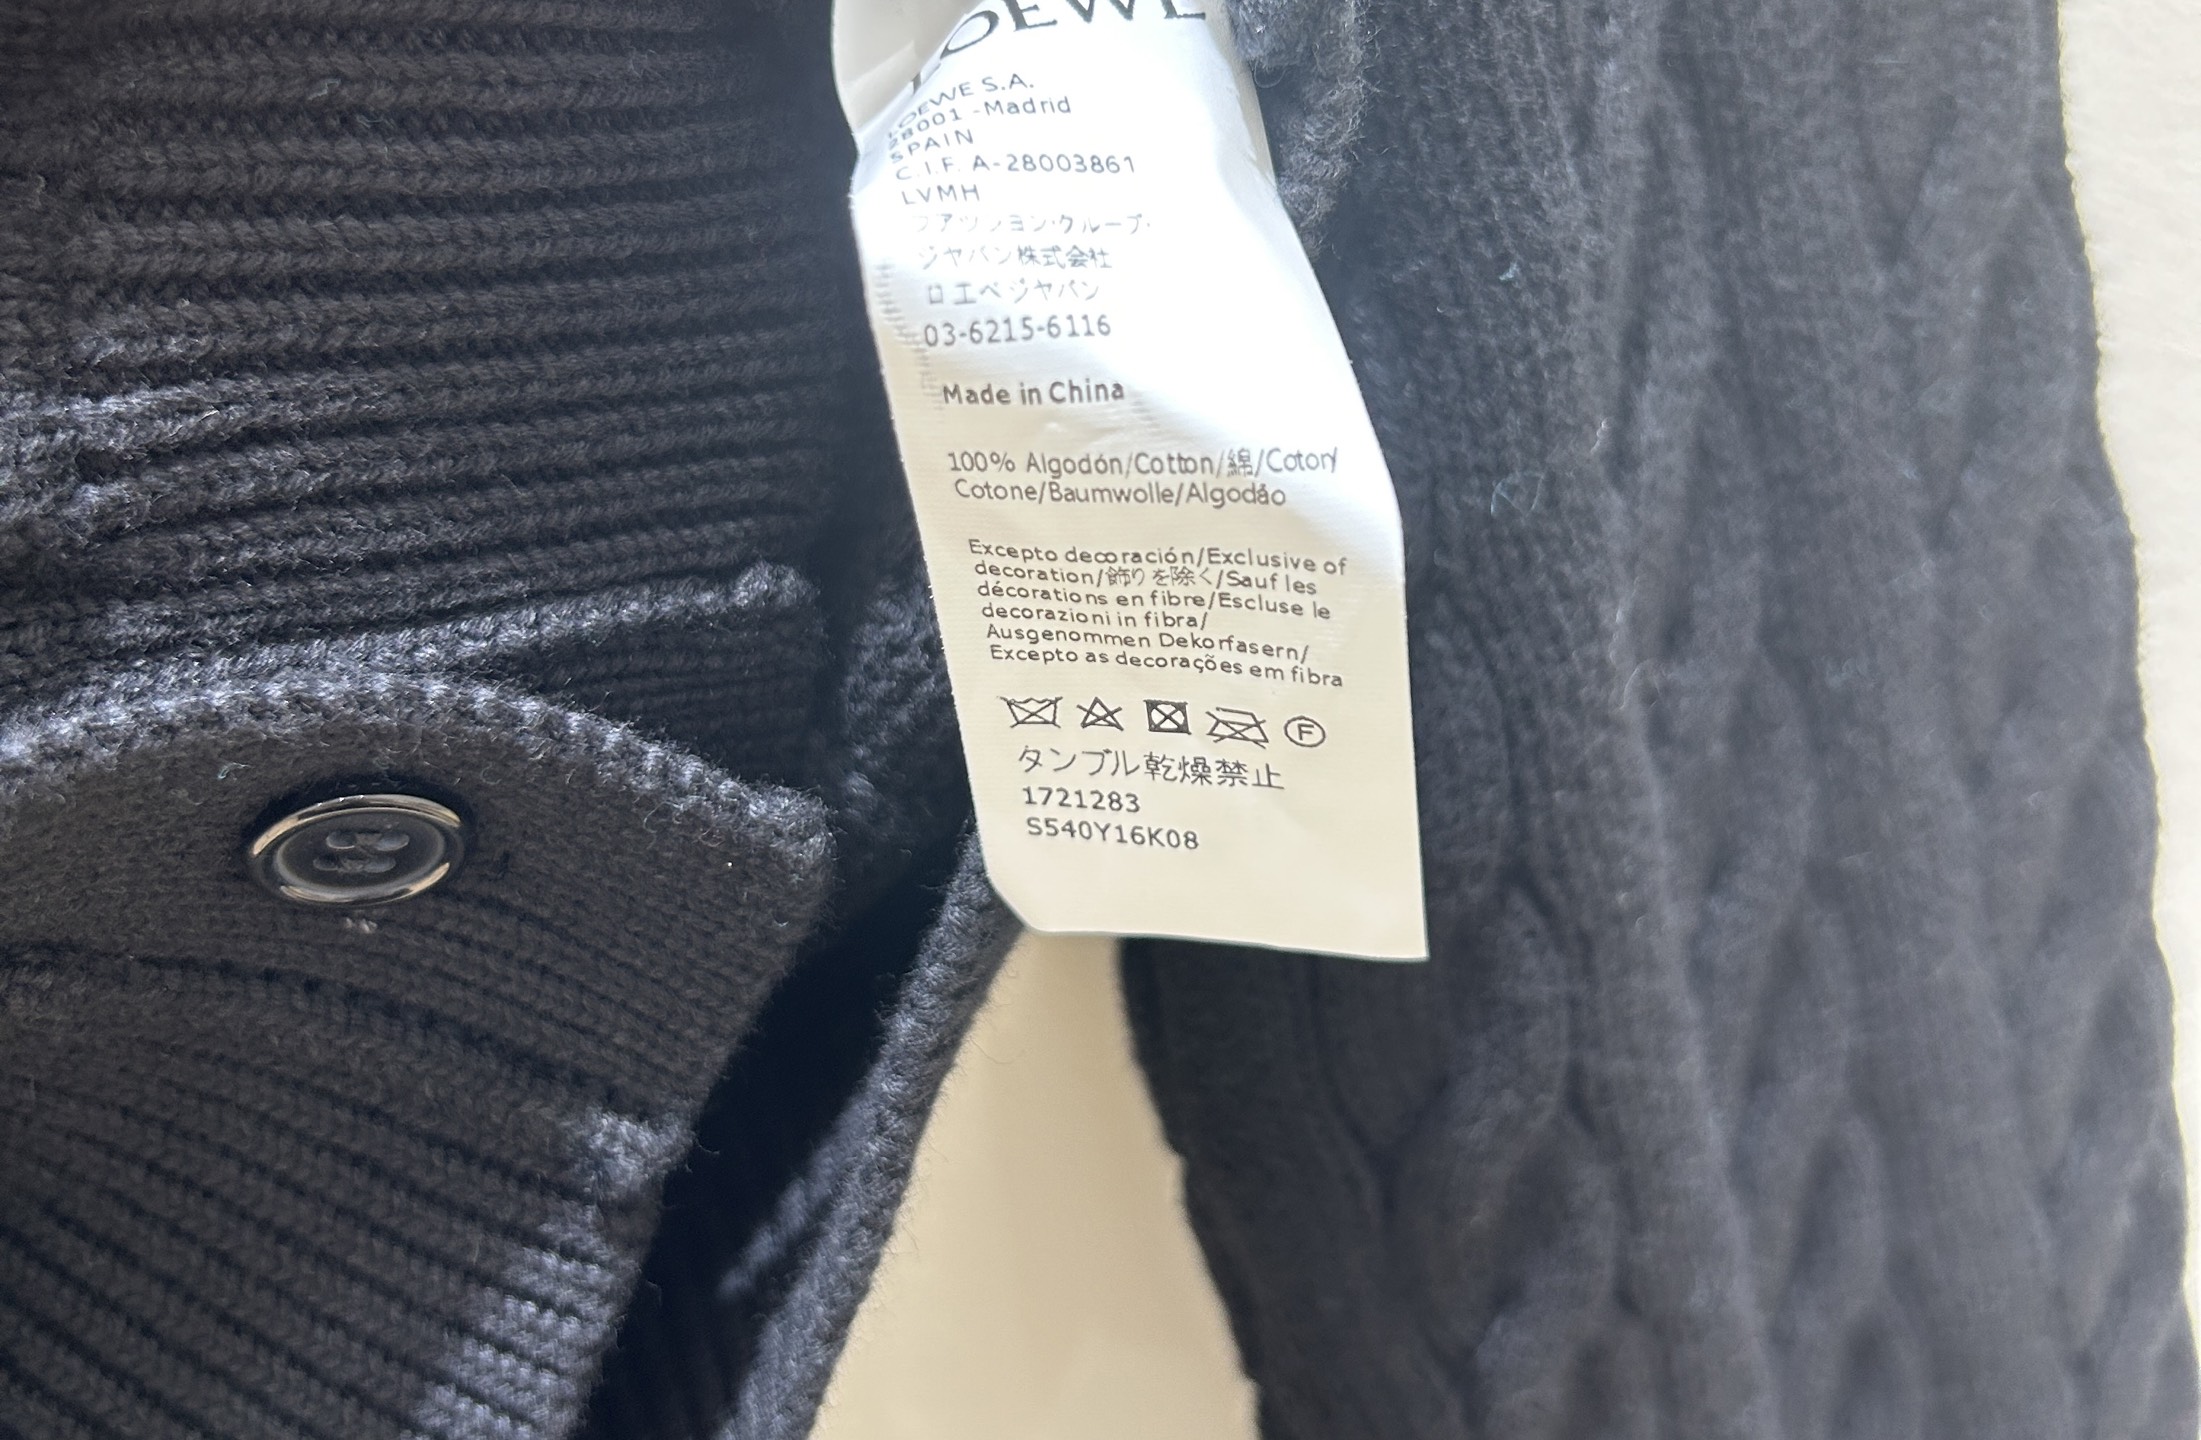 LOEWE
LOEWE S.A.
28001 -Madrid
SPAIN
C.I.F. A-28003861
LVMH
ファッション・グループ・
ジャパン株式会社
ロエベジャパン
03-6215-6116
Made in China
100% Algodón/Cotton/綿/Coton/
Cotone/Baumwolle/Algodão
Excepto decoración/Exclusive of
decoration/飾りを除く/Sauf les
décorations en fibre/Escluse le
decorazioni in fibra/
Ausgenommen Dekorfasern/
Excepto as decorações em fibra
F
タンブル乾燥禁止
1721283
S540Y16K08